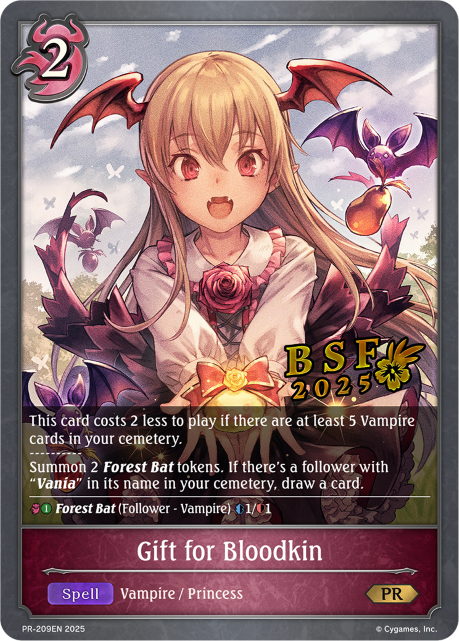 2
BSF
2025
This card costs 2 less to play if there are at least 5 Vampire
cards in your cemetery.
----------
Summon 2 Forest Bat tokens. If there's a follower with
“Vania” in its name in your cemetery, draw a card.
1 Forest Bat (Follower - Vampire) 1/1
Gift for Bloodkin
Spell Vampire / Princess PR
PR-209EN 2025 © Cygames, Inc.